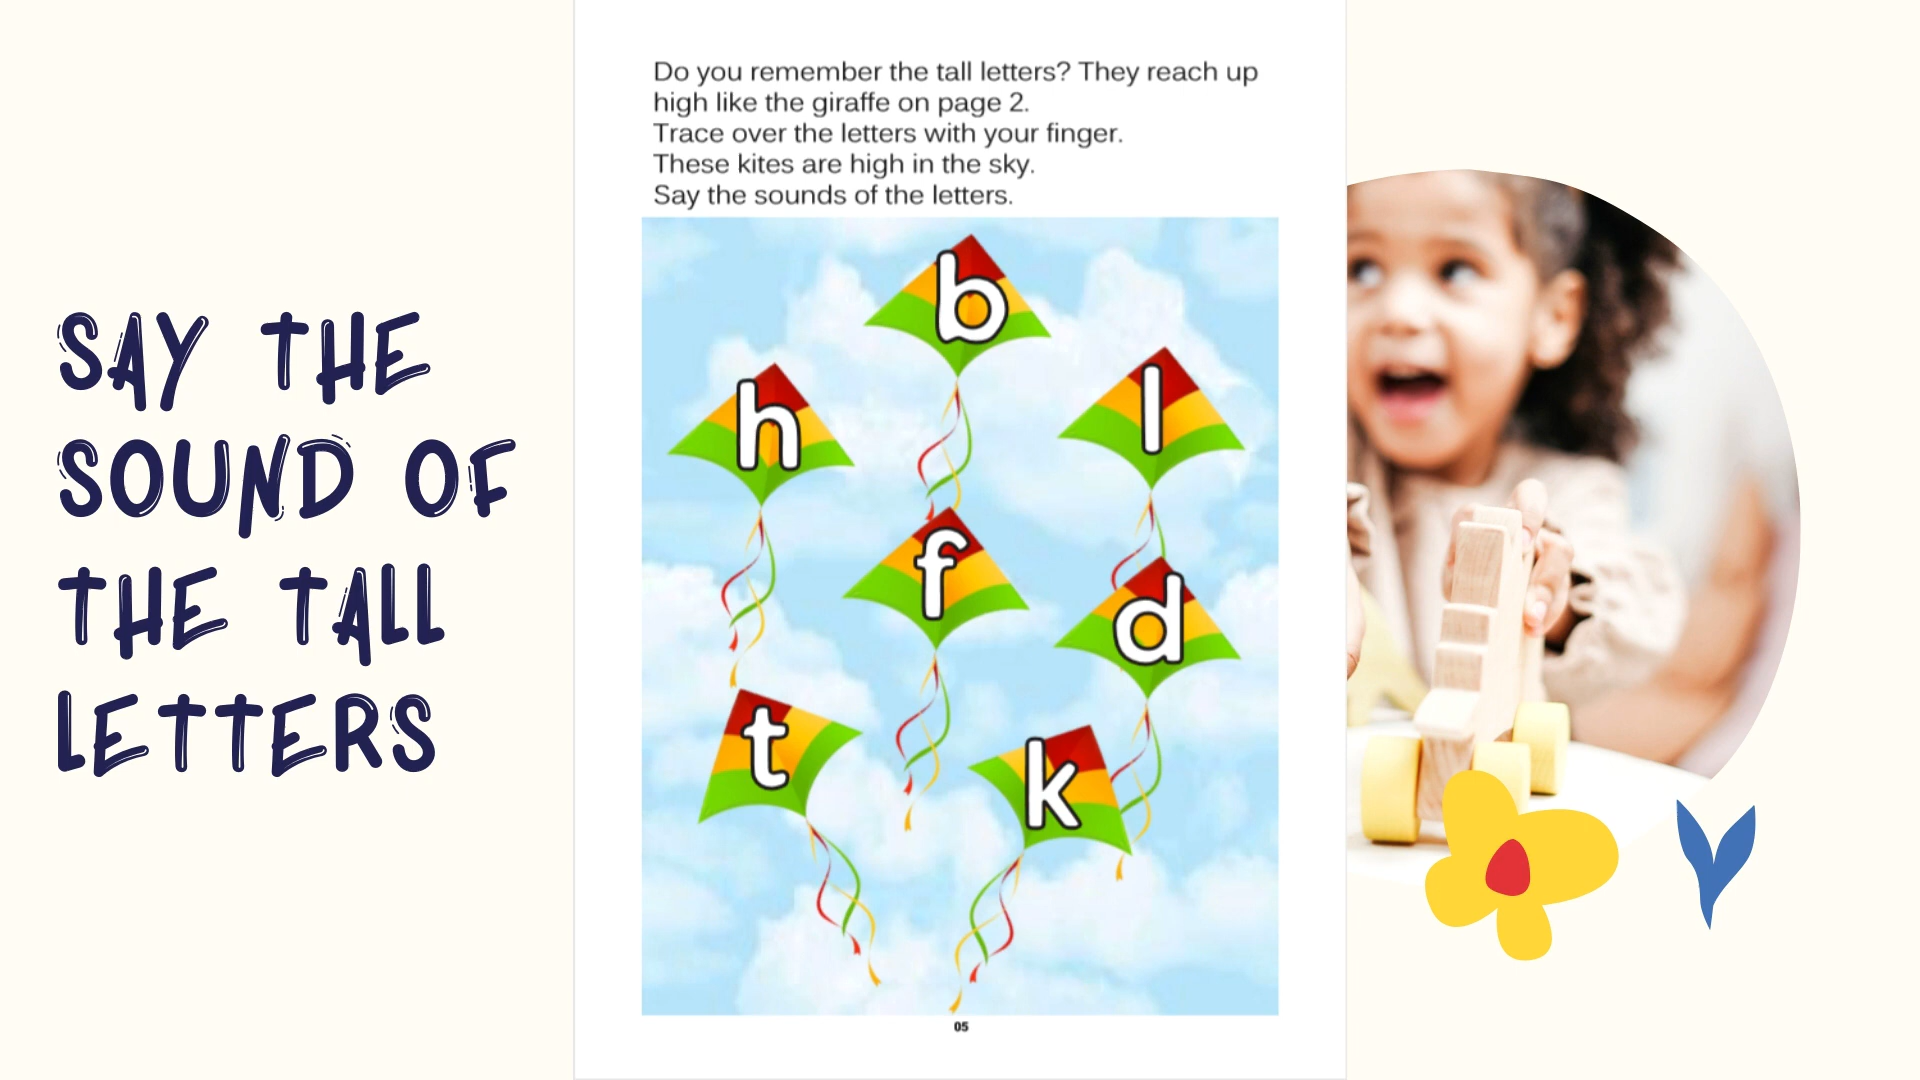 SAY THE
SOUND OF
THE TALL
LETTERS
Do you remember the tall letters? They reach up
high like the giraffe on page 2.
Trace over the letters with your finger.
These kites are high in the sky.
Say the sounds of the letters.
b
h
l
f
d
t
k
05